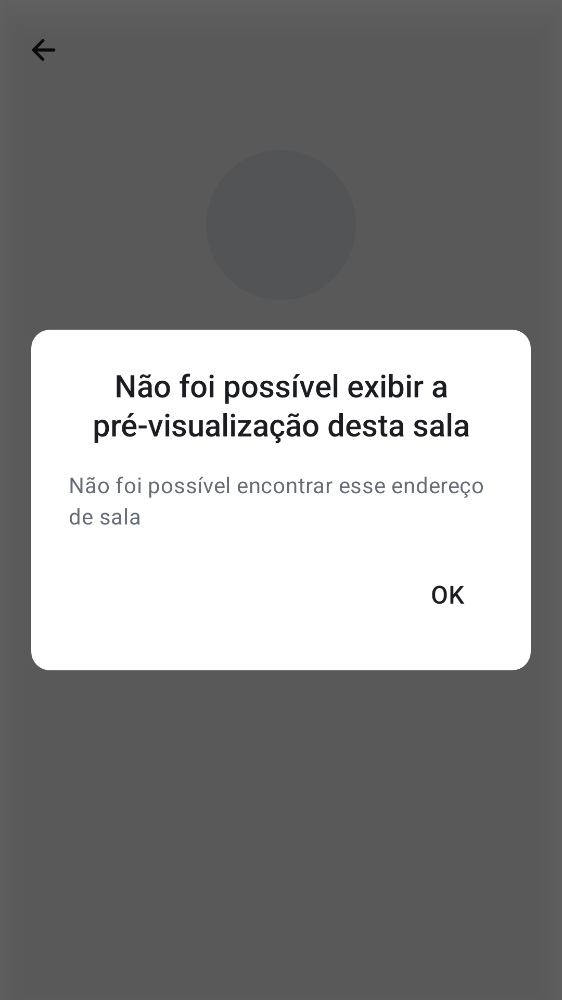 Não foi possível exibir a
pré-visualização desta sala
Não foi possível encontrar esse endereço
de sala
OK